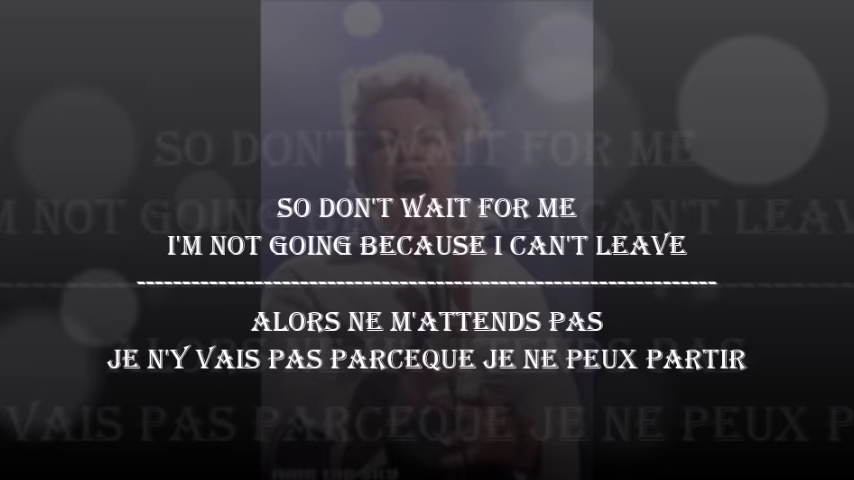 SO DON'T WAIT FOR ME
I'M NOT GOING BECAUSE I CAN'T LEAVE
----------------------------------------------------------------
ALORS NE M'ATTENDS PAS
JE N'Y VAIS PAS PARCEQUE JE NE PEUX PARTIR